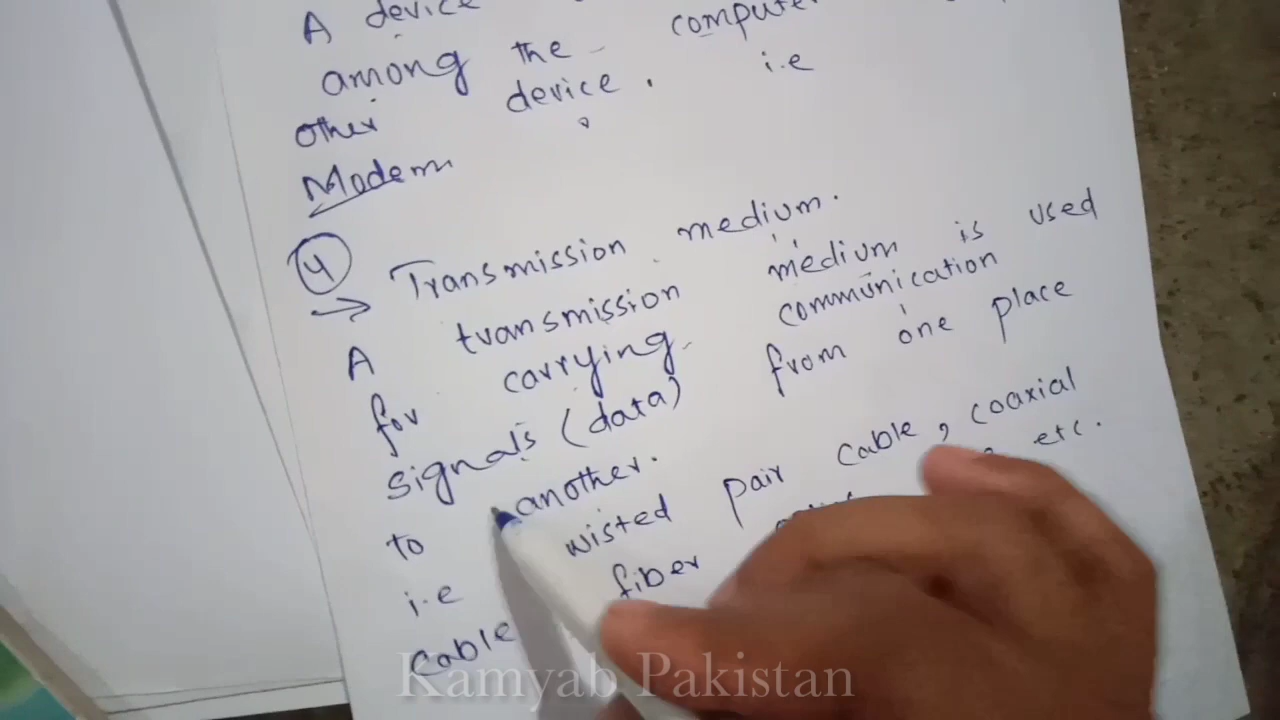 A device
among the computer
other device. i.e
Modem
4 Transmission medium.
A transmission medium is used
for carrying communication
signals (data) from one place
to another.
i.e wisted pair cable, coaxial
cable fiber etc.
Kamyab Pakistan